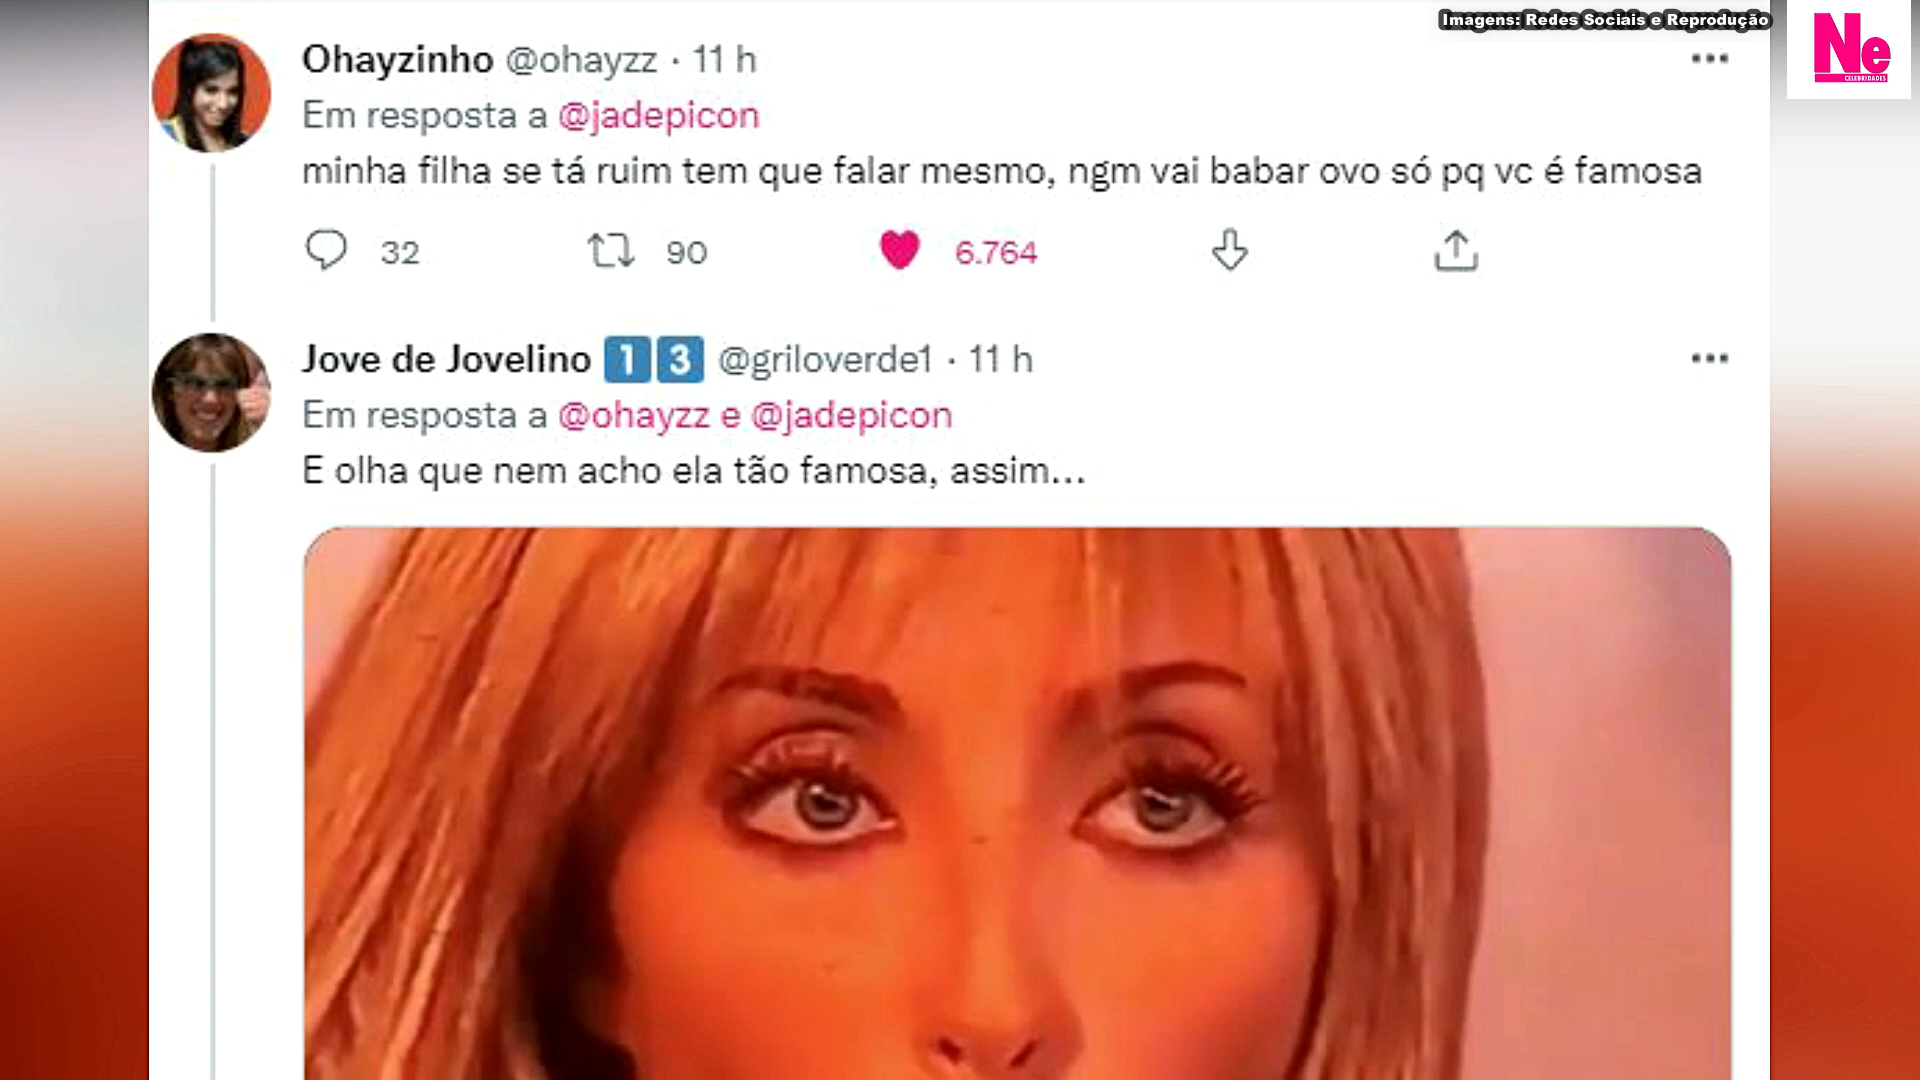 Imagens: Redes Sociais e Reprodução
Ne
CELEBRIDADES
Ohayzinho @ohayzz · 11 h
Em resposta a @jadepicon
minha filha se tá ruim tem que falar mesmo, ngm vai babar ovo só pq vc é famosa
32 90 6.764
Jove de Jovelino 1️⃣3️⃣ @griloverde1 · 11 h
Em resposta a @ohayzz e @jadepicon
E olha que nem acho ela tão famosa, assim...